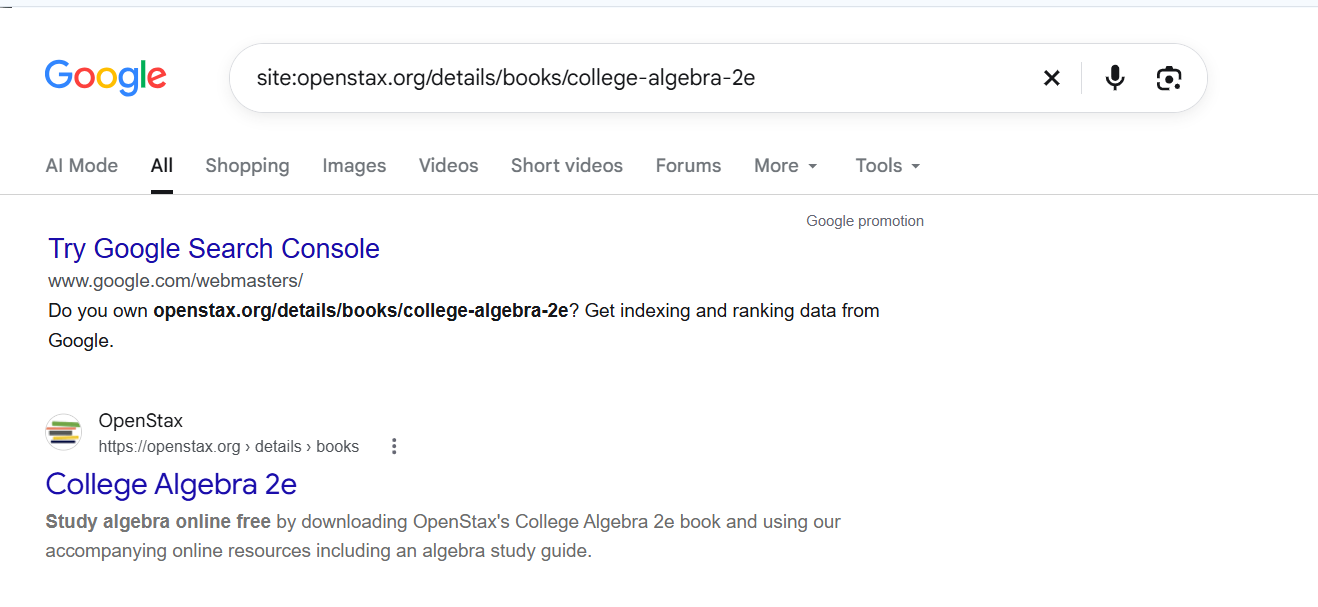 Google
site:openstax.org/details/books/college-algebra-2e
AI Mode All Shopping Images Videos Short videos Forums More Tools
Google promotion
Try Google Search Console
www.google.com/webmasters/
Do you own openstax.org/details/books/college-algebra-2e? Get indexing and ranking data from
Google.
OpenStax
https://openstax.org › details › books
College Algebra 2e
Study algebra online free by downloading OpenStax's College Algebra 2e book and using our
accompanying online resources including an algebra study guide.